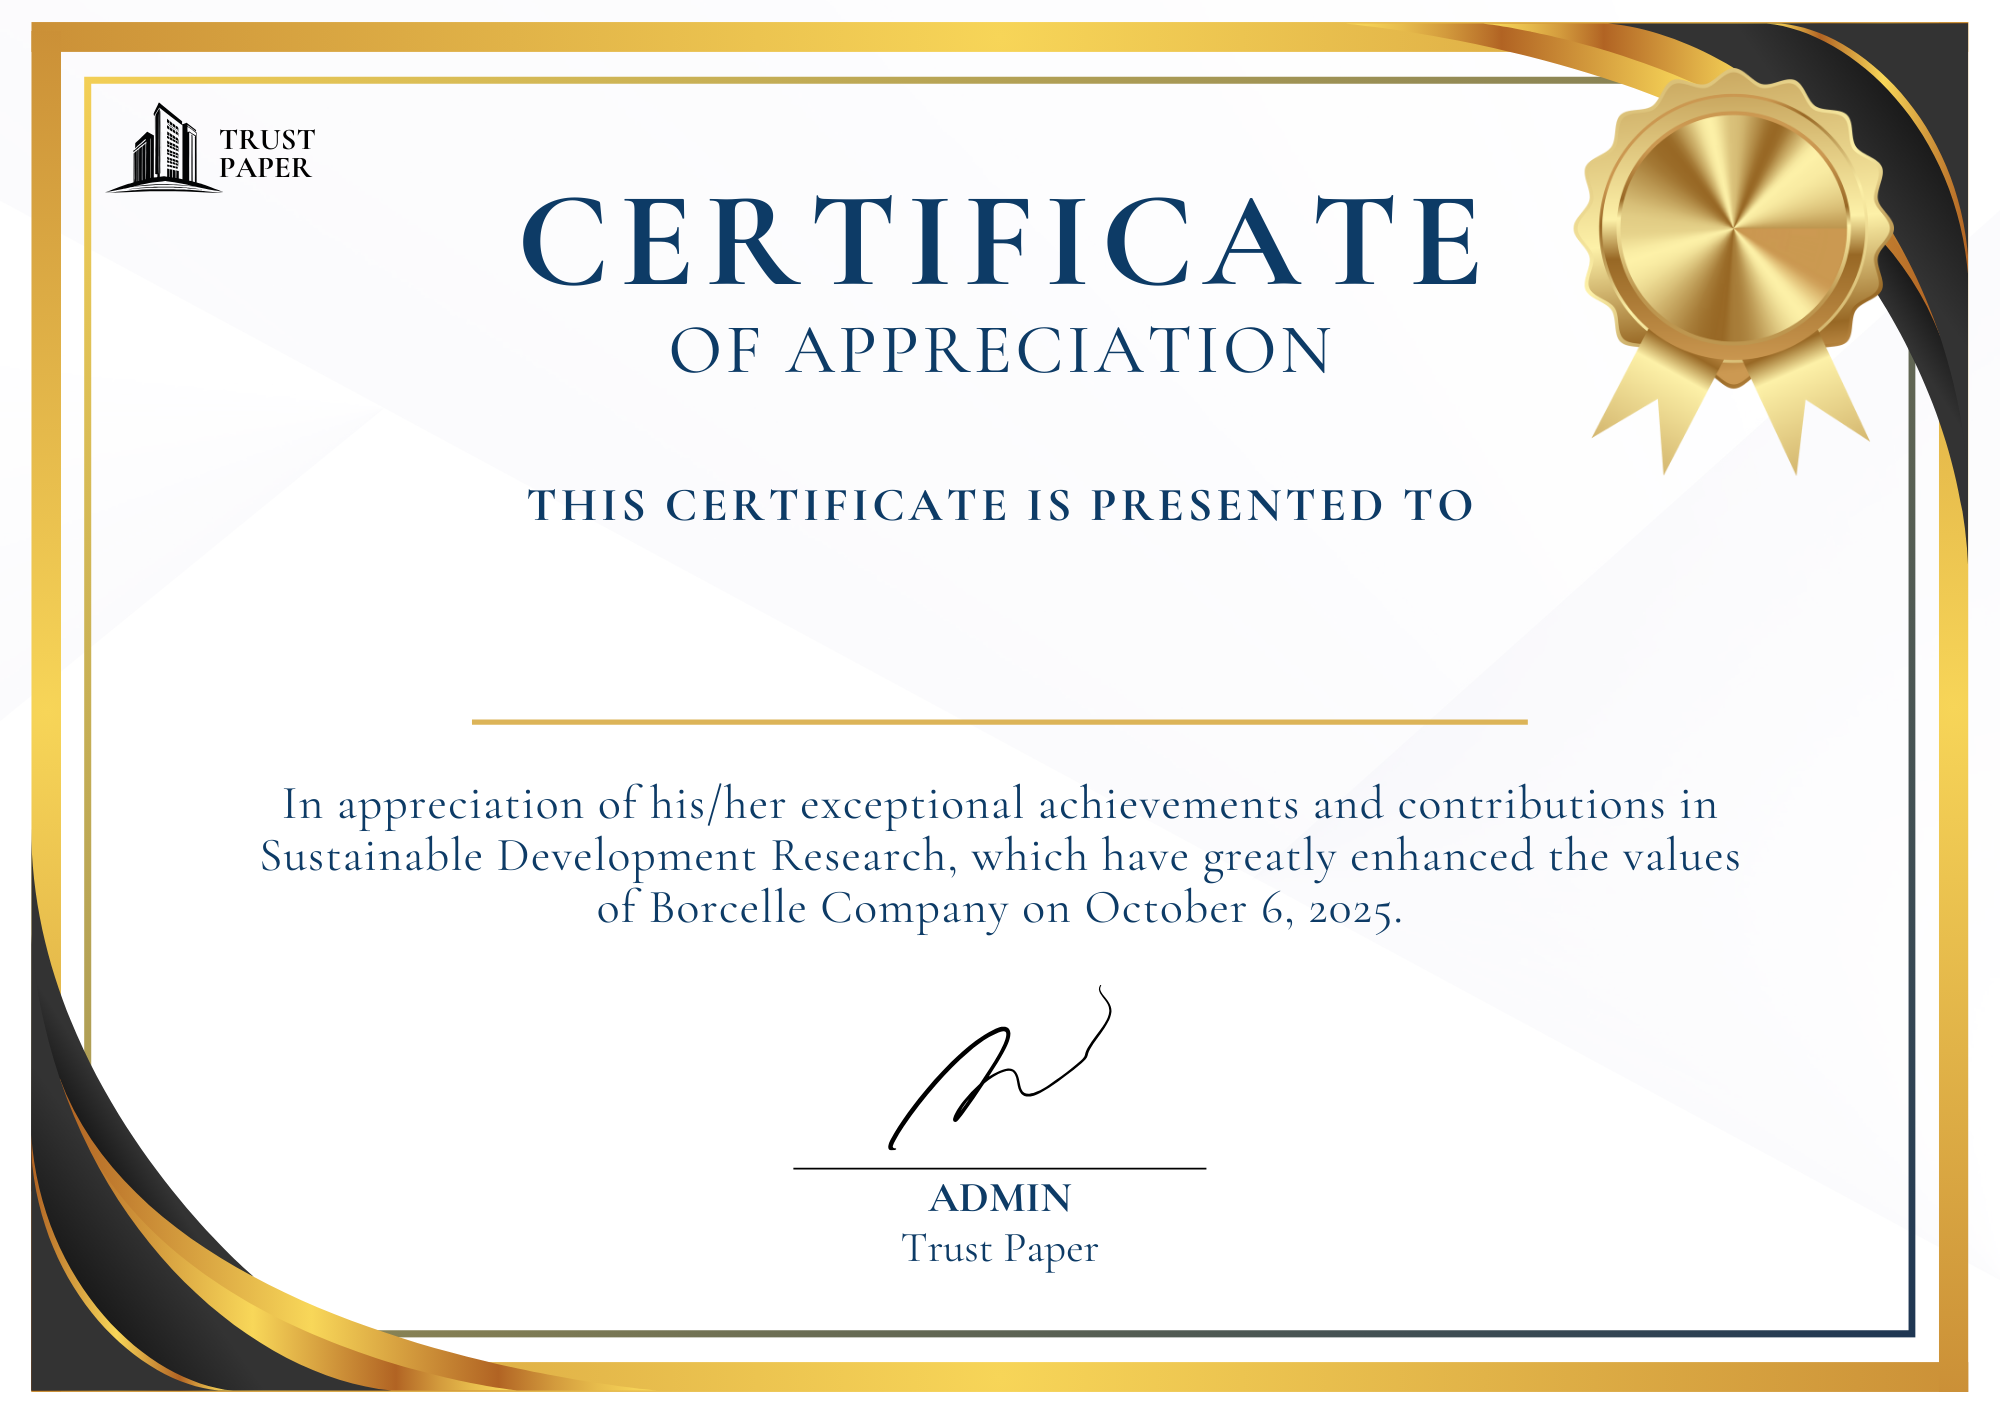 TRUST
PAPER
CERTIFICATE
OF APPRECIATION
THIS CERTIFICATE IS PRESENTED TO
In appreciation of his/her exceptional achievements and contributions in
Sustainable Development Research, which have greatly enhanced the values
of Borcelle Company on October 6, 2025.
ADMIN
Trust Paper